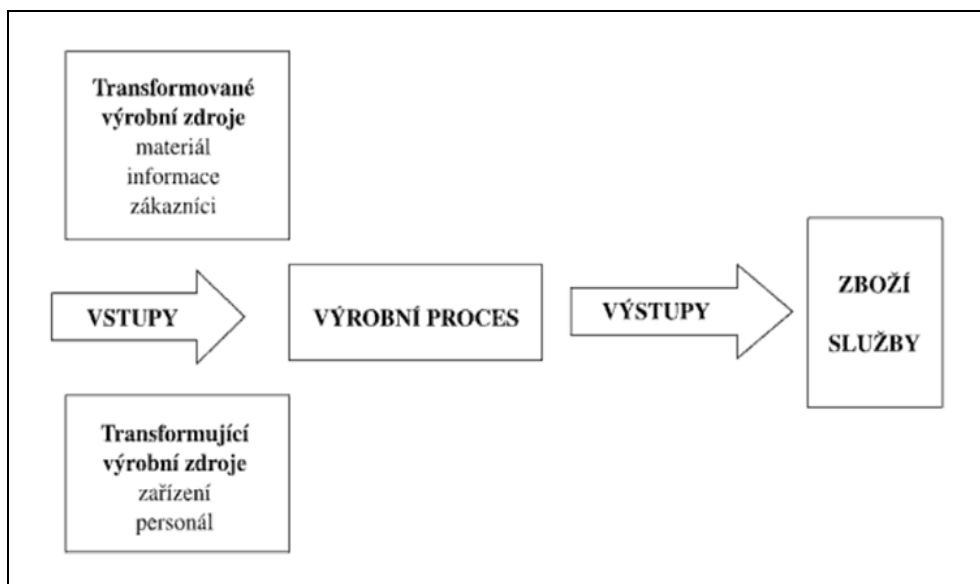 Transformované
výrobní zdroje
materiál
informace
zákazníci
VSTUPY
VÝROBNÍ PROCES
VÝSTUPY
ZBOŽÍ
SLUŽBY
Transformující
výrobní zdroje
zařízení
personál